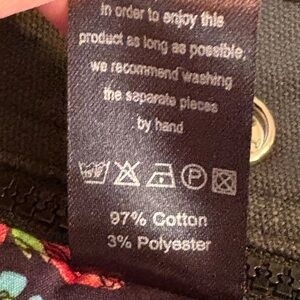 In order to enjoy this
product as long as possible,
we recommend washing
the separate pieces
by hand
P
97% Cotton
3% Polyester